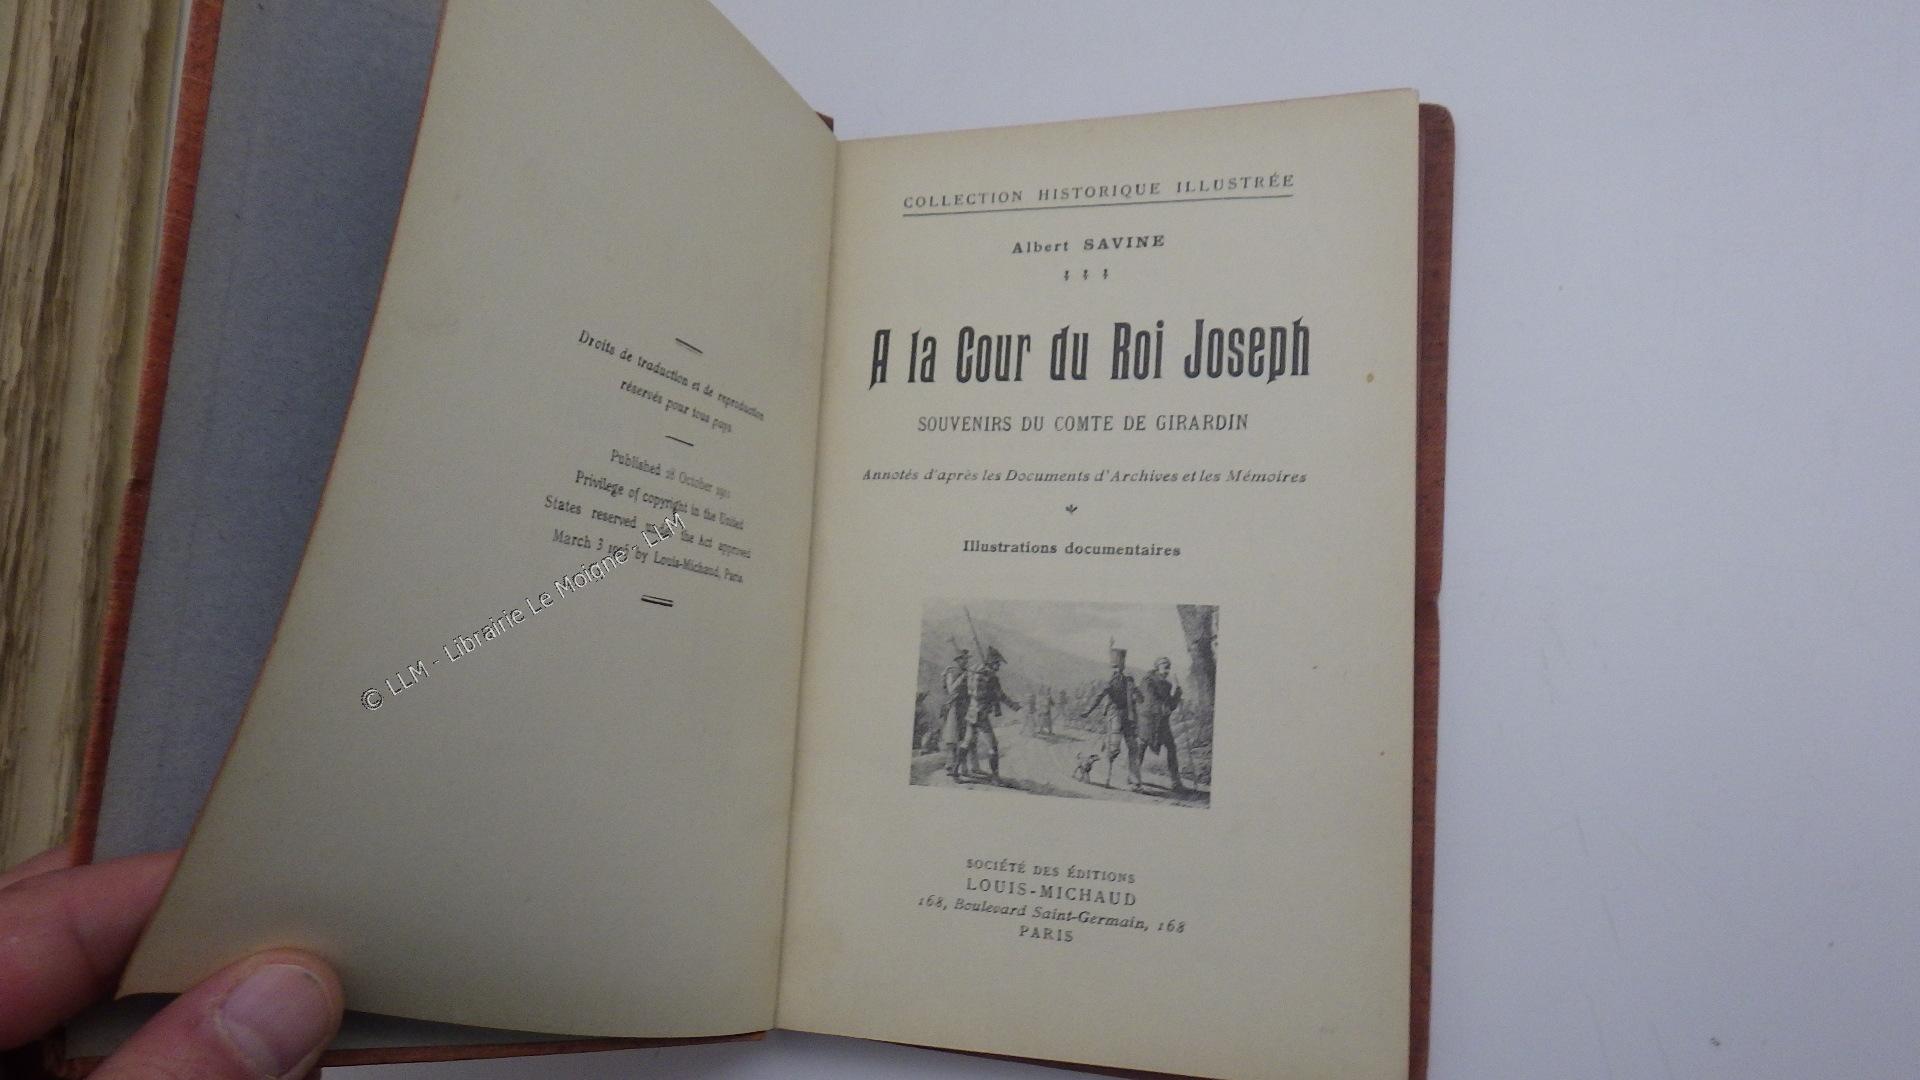 Droits de traduction et de reproduction
réservés pour tous pays
Published 28 October 1911
Privilege of copyright in the United
States reserved the Act approved
March 3 by Louis-Michaud, Paris.
© LLM - Librairie Le Moigne - LLM
COLLECTION HISTORIQUE ILLUSTRÉE
Albert SAVINE
A la Cour du Roi Joseph
SOUVENIRS DU COMTE DE GIRARDIN
Annotés d'après les Documents d'Archives et les Mémoires
Illustrations documentaires
SOCIÉTÉ DES ÉDITIONS
LOUIS-MICHAUD
168, Boulevard Saint-Germain, 168
PARIS